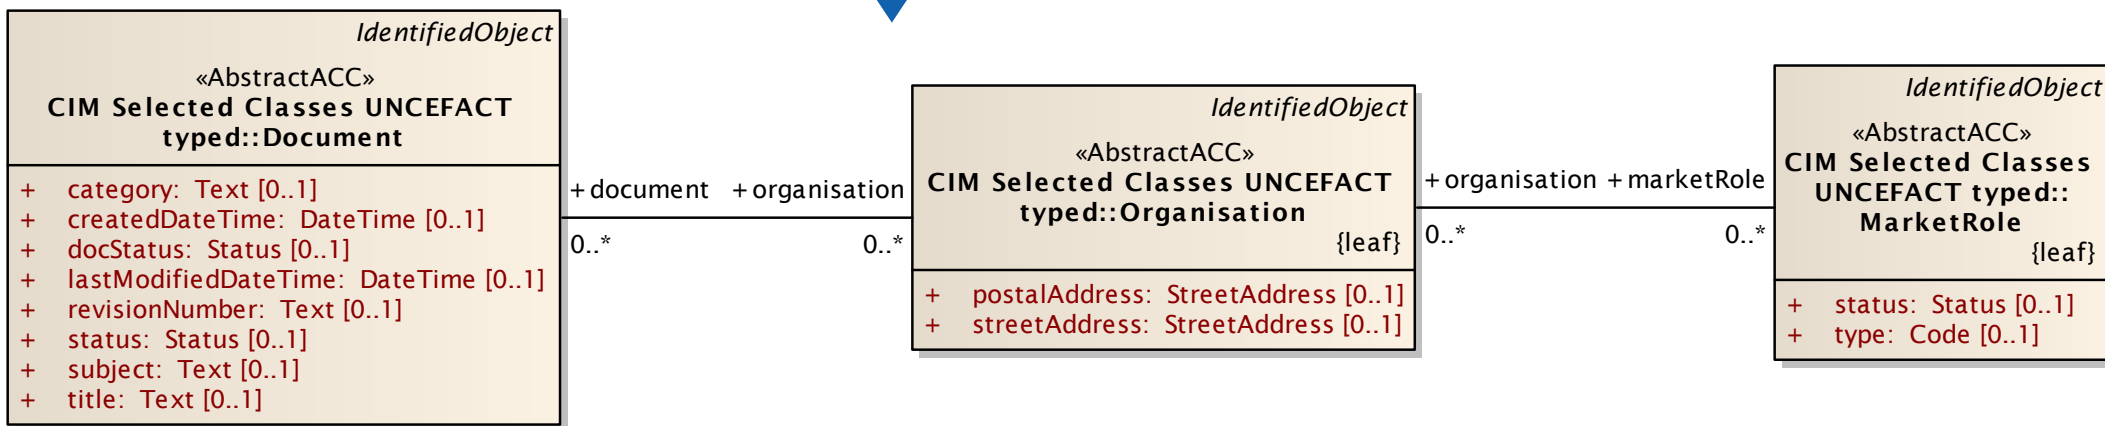 IdentifiedObject
«AbstractACC»
CIM Selected Classes UNCEFACT
typed::Document
+ category: Text [0..1]
+ createdDateTime: DateTime [0..1]
+ docStatus: Status [0..1]
+ lastModifiedDateTime: DateTime [0..1]
+ revisionNumber: Text [0..1]
+ status: Status [0..1]
+ subject: Text [0..1]
+ title: Text [0..1]
+document +organisation
0..* 0..*
IdentifiedObject
«AbstractACC»
CIM Selected Classes UNCEFACT
typed::Organisation
{leaf}
+ postalAddress: StreetAddress [0..1]
+ streetAddress: StreetAddress [0..1]
+organisation +marketRole
0..* 0..*
IdentifiedObject
«AbstractACC»
CIM Selected Classes
UNCEFACT typed::
MarketRole
{leaf}
+ status: Status [0..1]
+ type: Code [0..1]